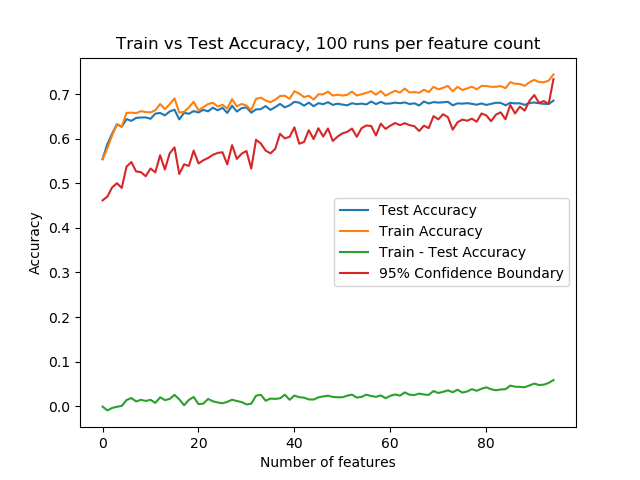 Train vs Test Accuracy, 100 runs per feature count
Accuracy
0.7
0.6
0.5
0.4
0.3
0.2
0.1
0.0
Test Accuracy
Train Accuracy
Train - Test Accuracy
95% Confidence Boundary
0 20 40 60 80
Number of features